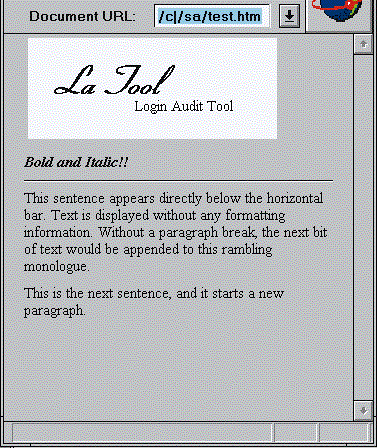 Document URL: /c|/sa/test.htm
La Tool
Login Audit Tool
Bold and Italic!!
This sentence appears directly below the horizontal
bar. Text is displayed without any formatting
information. Without a paragraph break, the next bit
of text would be appended to this rambling
monologue.
This is the next sentence, and it starts a new
paragraph.